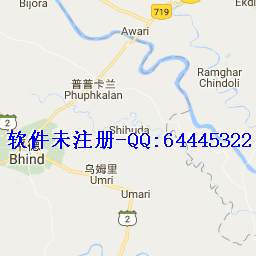 Bijora
Ekdi
719
Awari
Ramghar
Chindoli
普普卡兰
Phuphkalan
Shihuda
软件未注册-QQ:64445322
2
Bhind
乌姆里
Umri
Umari
2